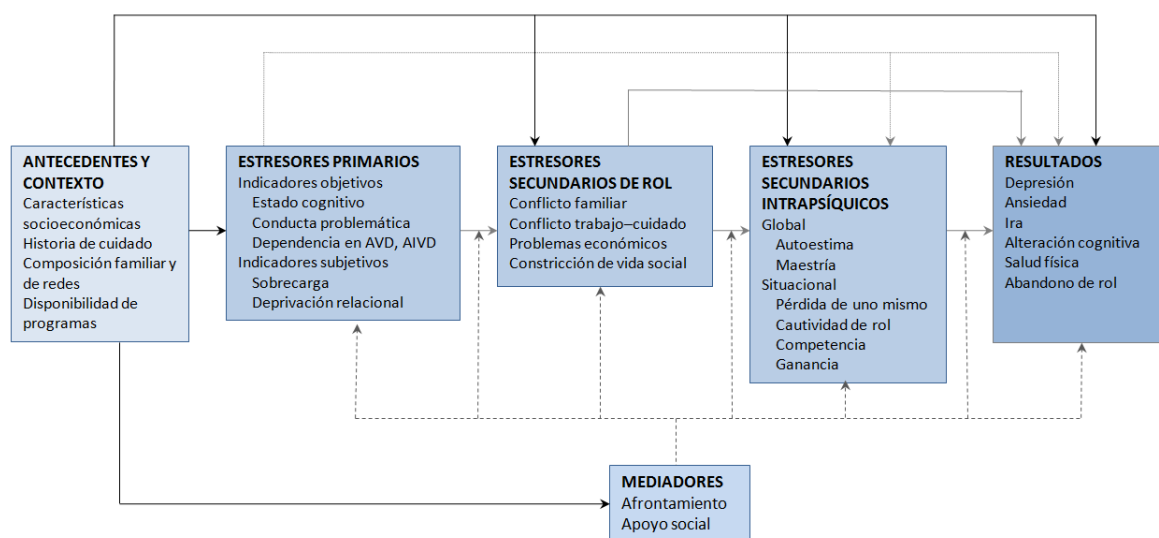 ANTECEDENTES Y
CONTEXTO
Características
socioeconómicas
Historia de cuidado
Composición familiar y
de redes
Disponibilidad de
programas
ESTRESORES PRIMARIOS
Indicadores objetivos
Estado cognitivo
Conducta problemática
Dependencia en AVD, AIVD
Indicadores subjetivos
Sobrecarga
Deprivación relacional
ESTRESORES
SECUNDARIOS DE ROL
Conflicto familiar
Conflicto trabajo–cuidado
Problemas económicos
Constricción de vida social
ESTRESORES
SECUNDARIOS
INTRAPSÍQUICOS
Global
Autoestima
Maestría
Situacional
Pérdida de uno mismo
Cautividad de rol
Competencia
Ganancia
RESULTADOS
Depresión
Ansiedad
Ira
Alteración cognitiva
Salud física
Abandono de rol
MEDIADORES
Afrontamiento
Apoyo social